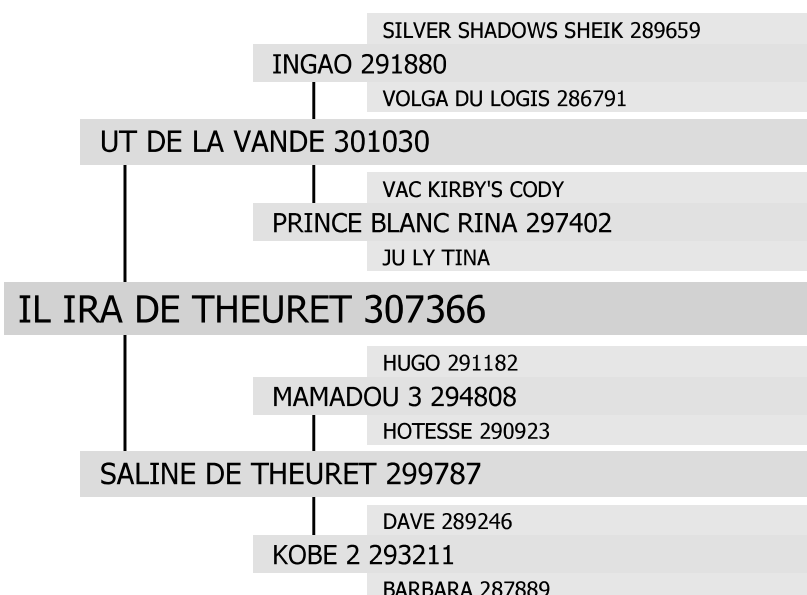 SILVER SHADOWS SHEIK 289659
INGAO 291880
VOLGA DU LOGIS 286791
UT DE LA VANDE 301030
VAC KIRBY'S CODY
PRINCE BLANC RINA 297402
JU LY TINA
IL IRA DE THEURET 307366
HUGO 291182
MAMADOU 3 294808
HOTESSE 290923
SALINE DE THEURET 299787
DAVE 289246
KOBE 2 293211
BARBARA 287889